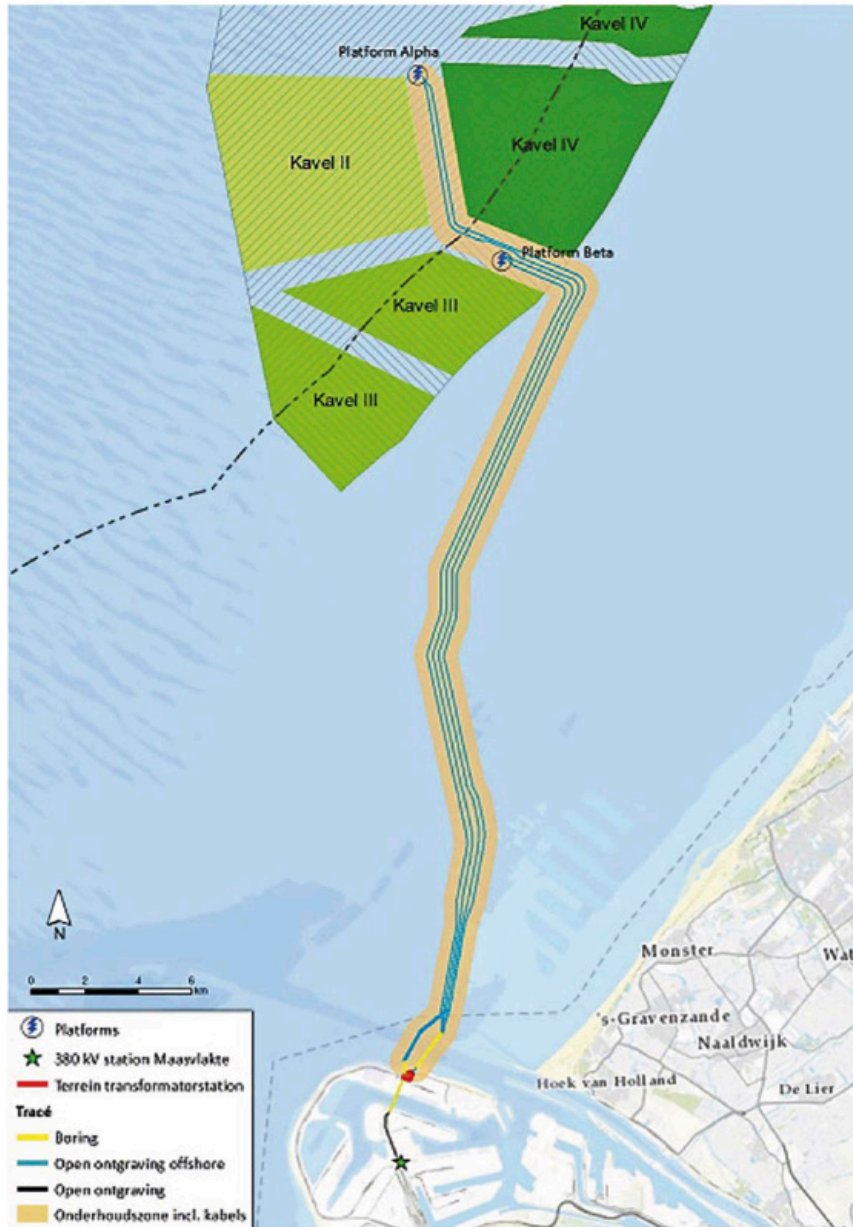 Kavel IV
Platform Alpha
Kavel II
Kavel IV
Platform Beta
Kavel III
Kavel III
N
0 2 4 6
km
Monster
Wat
's-Gravenzande
Naaldwijk
Hoek van Holland
De Lier
Platforms
380 kV station Maasvlakte
Terrein transformatorstation
Tracé
Boring
Open ontgraving offshore
Open ontgraving
Onderhoudszone incl. kabels